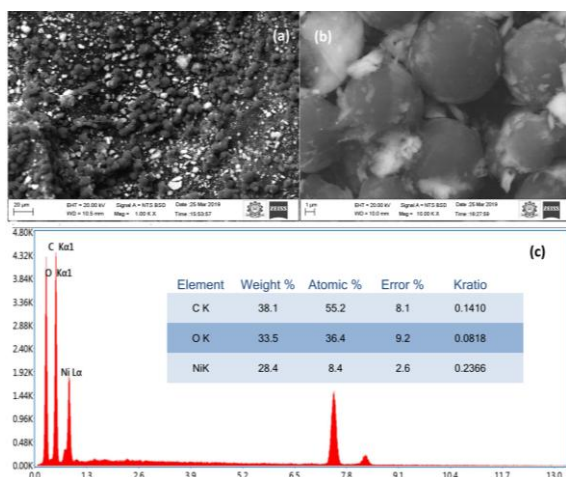 (a)
(b)
20 µm EHT = 20.00 kV Signal A = NTS BSD Date :25 Mar 2019
WD = 10.5 mm Mag = 1.00 K X Time :15:53:57
ZEISS
1 µm EHT = 20.00 kV Signal A = NTS BSD Date :25 Mar 2019
WD = 10.0 mm Mag = 10.00 K X Time :16:27:59
ZEISS
(c)
4.80K
4.32K
3.84K
3.36K
2.88K
2.40K
1.92K
1.44K
0.96K
0.48K
0.00K
C Kα1
O Kα1
Ni Lα
Element Weight % Atomic % Error % Kratio
C K 38.1 55.2 8.1 0.1410
O K 33.5 36.4 9.2 0.0818
NiK 28.4 8.4 2.6 0.2366
0.0 1.3 2.6 3.9 5.2 6.5 7.8 9.1 10.4 11.7 13.0